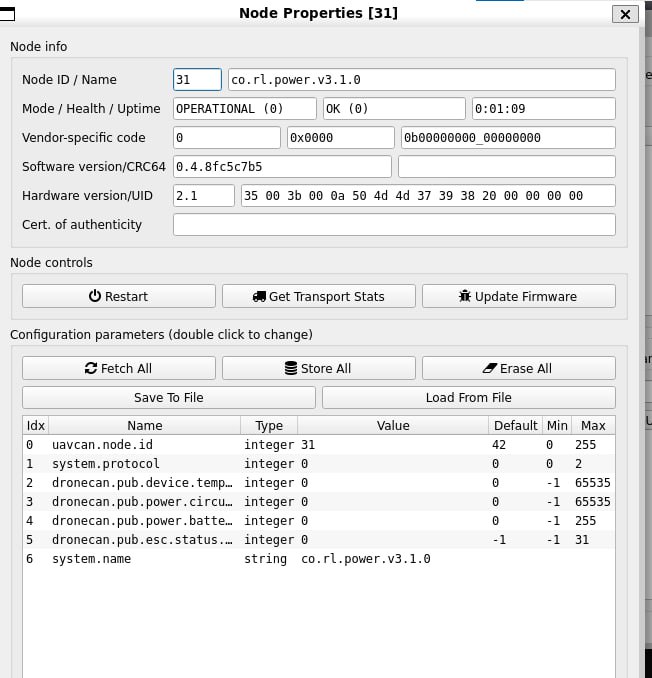 Node Properties [31]
Node info
Node ID / Name 31 co.rl.power.v3.1.0
Mode / Health / Uptime OPERATIONAL (0) OK (0) 0:01:09
Vendor-specific code 0 0x0000 0b00000000_00000000
Software version/CRC64 0.4.8fc5c7b5
Hardware version/UID 2.1 35 00 3b 00 0a 50 4d 4d 37 39 38 20 00 00 00 00
Cert. of authenticity
Node controls
Restart Get Transport Stats Update Firmware
Configuration parameters (double click to change)
Fetch All Store All Erase All
Save To File Load From File
Idx Name Type Value Default Min Max
0 uavcan.node.id integer 31 42 0 255
1 system.protocol integer 0 0 0 2
2 dronecan.pub.device.temp… integer 0 0 -1 65535
3 dronecan.pub.power.circu… integer 0 0 -1 65535
4 dronecan.pub.power.batte… integer 0 0 -1 255
5 dronecan.pub.esc.status.… integer 0 -1 -1 31
6 system.name string co.rl.power.v3.1.0